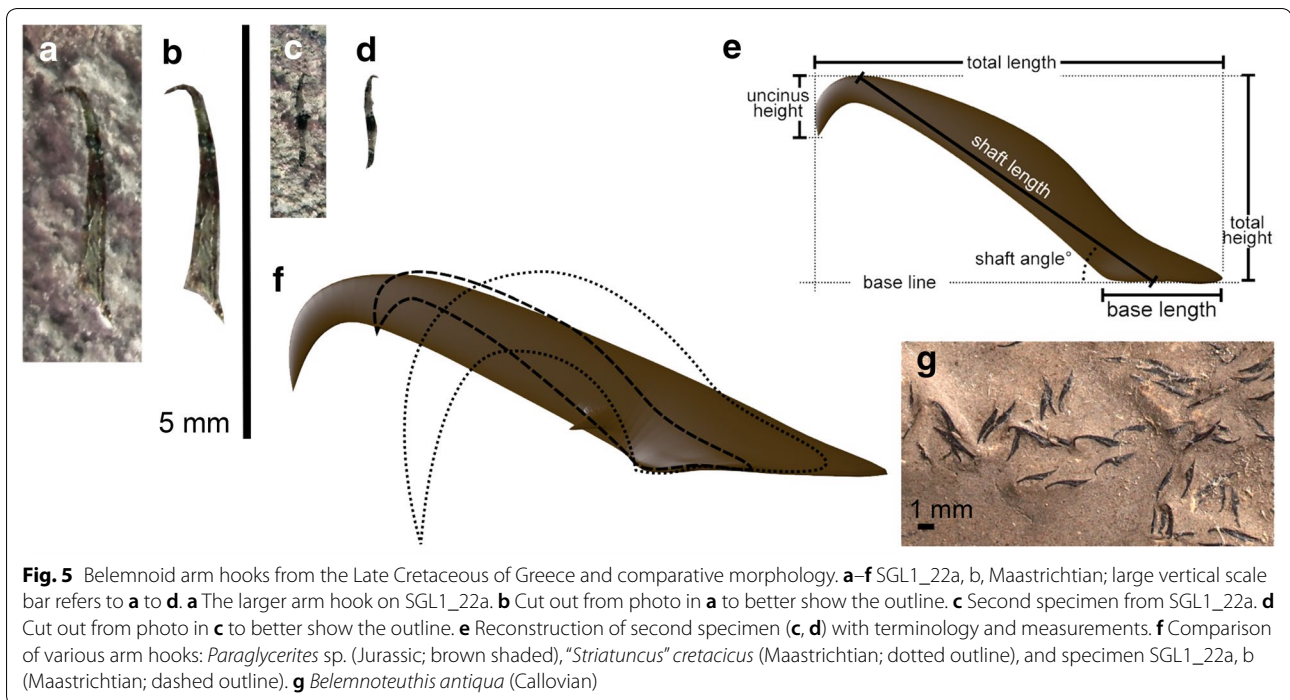 a
b
c
d
e
total length
uncinus
height
shaft length
total
height
shaft angle°
base line
base length
f
g
5 mm
1 mm
Fig. 5 Belemnoid arm hooks from the Late Cretaceous of Greece and comparative morphology. a–f SGL1_22a, b, Maastrichtian; large vertical scale
bar refers to a to d. a The larger arm hook on SGL1_22a. b Cut out from photo in a to better show the outline. c Second specimen from SGL1_22a. d
Cut out from photo in c to better show the outline. e Reconstruction of second specimen (c, d) with terminology and measurements. f Comparison
of various arm hooks: Paraglycerites sp. (Jurassic; brown shaded), “Striatuncus” cretacicus (Maastrichtian; dotted outline), and specimen SGL1_22a, b
(Maastrichtian; dashed outline). g Belemnoteuthis antiqua (Callovian)